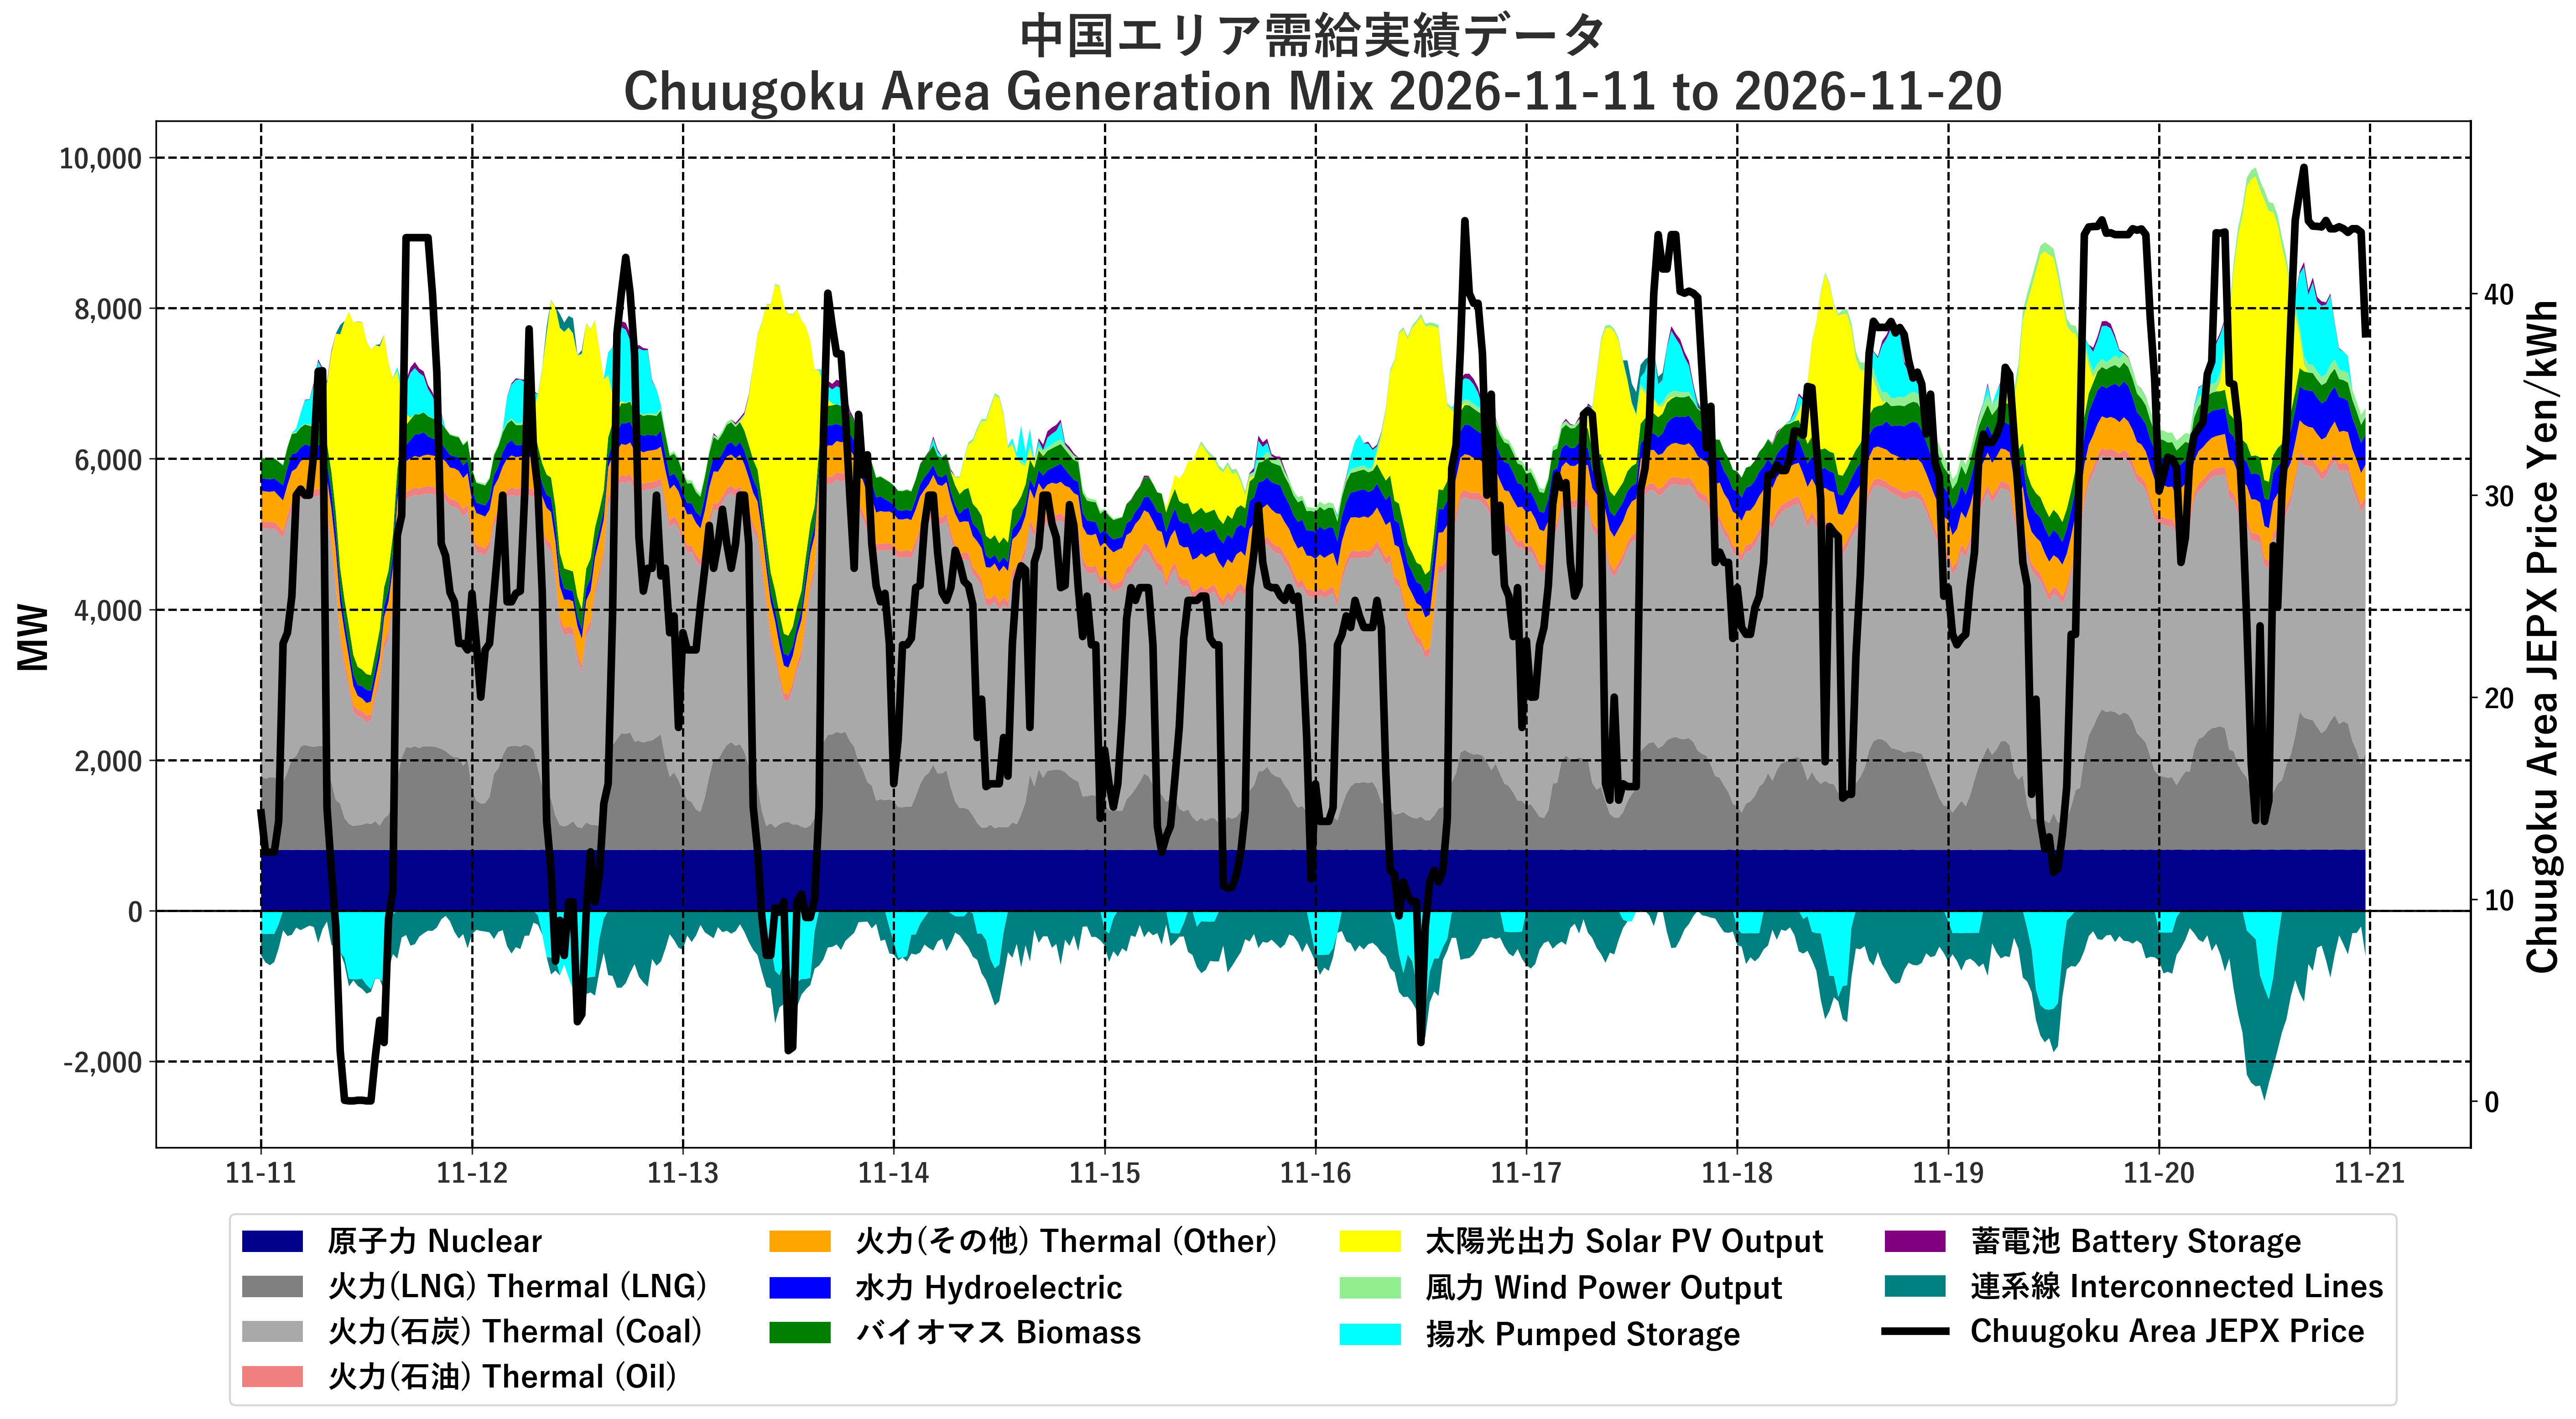 中国エリア需給実績データ
Chuugoku Area Generation Mix 2026-11-11 to 2026-11-20
MW
10,000
8,000
6,000
4,000
2,000
0
-2,000
40
30
20
10
0
Chuugoku Area JEPX Price Yen/kWh
11-11
11-12
11-13
11-14
11-15
11-16
11-17
11-18
11-19
11-20
11-21
原子力 Nuclear
火力(LNG) Thermal (LNG)
火力(石炭) Thermal (Coal)
火力(石油) Thermal (Oil)
火力(その他) Thermal (Other)
水力 Hydroelectric
バイオマス Biomass
太陽光出力 Solar PV Output
風力 Wind Power Output
揚水 Pumped Storage
蓄電池 Battery Storage
連系線 Interconnected Lines
Chuugoku Area JEPX Price